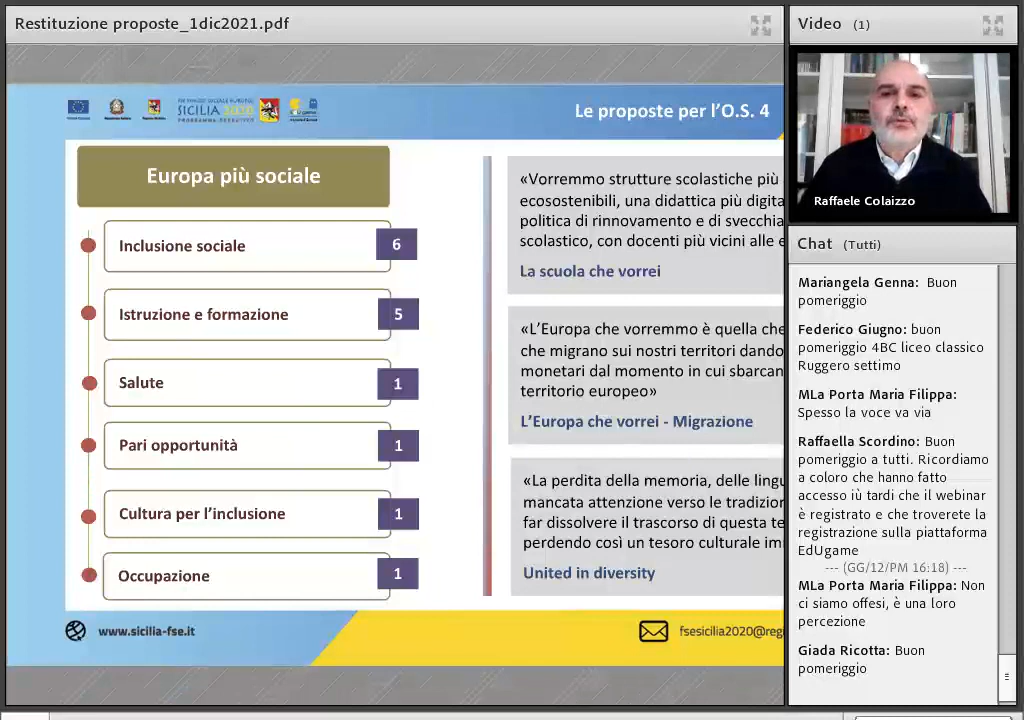 Restituzione proposte_1dic2021.pdf
SICILIA 2020
PROGRAMMA OPERATIVO
Le proposte per l'O.S. 4
Europa più sociale
Inclusione sociale 6
Istruzione e formazione 5
Salute 1
Pari opportunità 1
Cultura per l'inclusione 1
Occupazione 1
«Vorremmo strutture scolastiche più
ecosostenibili, una didattica più digita
politica di rinnovamento e di svecchia
scolastico, con docenti più vicini alle e
La scuola che vorrei
«L'Europa che vorremmo è quella che
che migrano sui nostri territori dando
monetari dal momento in cui sbarcan
territorio europeo»
L'Europa che vorrei - Migrazione
«La perdita della memoria, delle lingu
mancata attenzione verso le tradizion
far dissolvere il trascorso di questa te
perdendo così un tesoro culturale im
United in diversity
www.sicilia-fse.it
fsesicilia2020@reg
Video (1)
Raffaele Colaizzo
Chat (Tutti)
Mariangela Genna: Buon
pomeriggio
Federico Giugno: buon
pomeriggio 4BC liceo classico
Ruggero settimo
MLa Porta Maria Filippa:
Spesso la voce va via
Raffaella Scordino: Buon
pomeriggio a tutti. Ricordiamo
a coloro che hanno fatto
accesso iù tardi che il webinar
è registrato e che troverete la
registrazione sulla piattaforma
EdUgame
--- (GG/12/PM 16:18) ---
MLa Porta Maria Filippa: Non
ci siamo offesi, è una loro
percezione
Giada Ricotta: Buon
pomeriggio